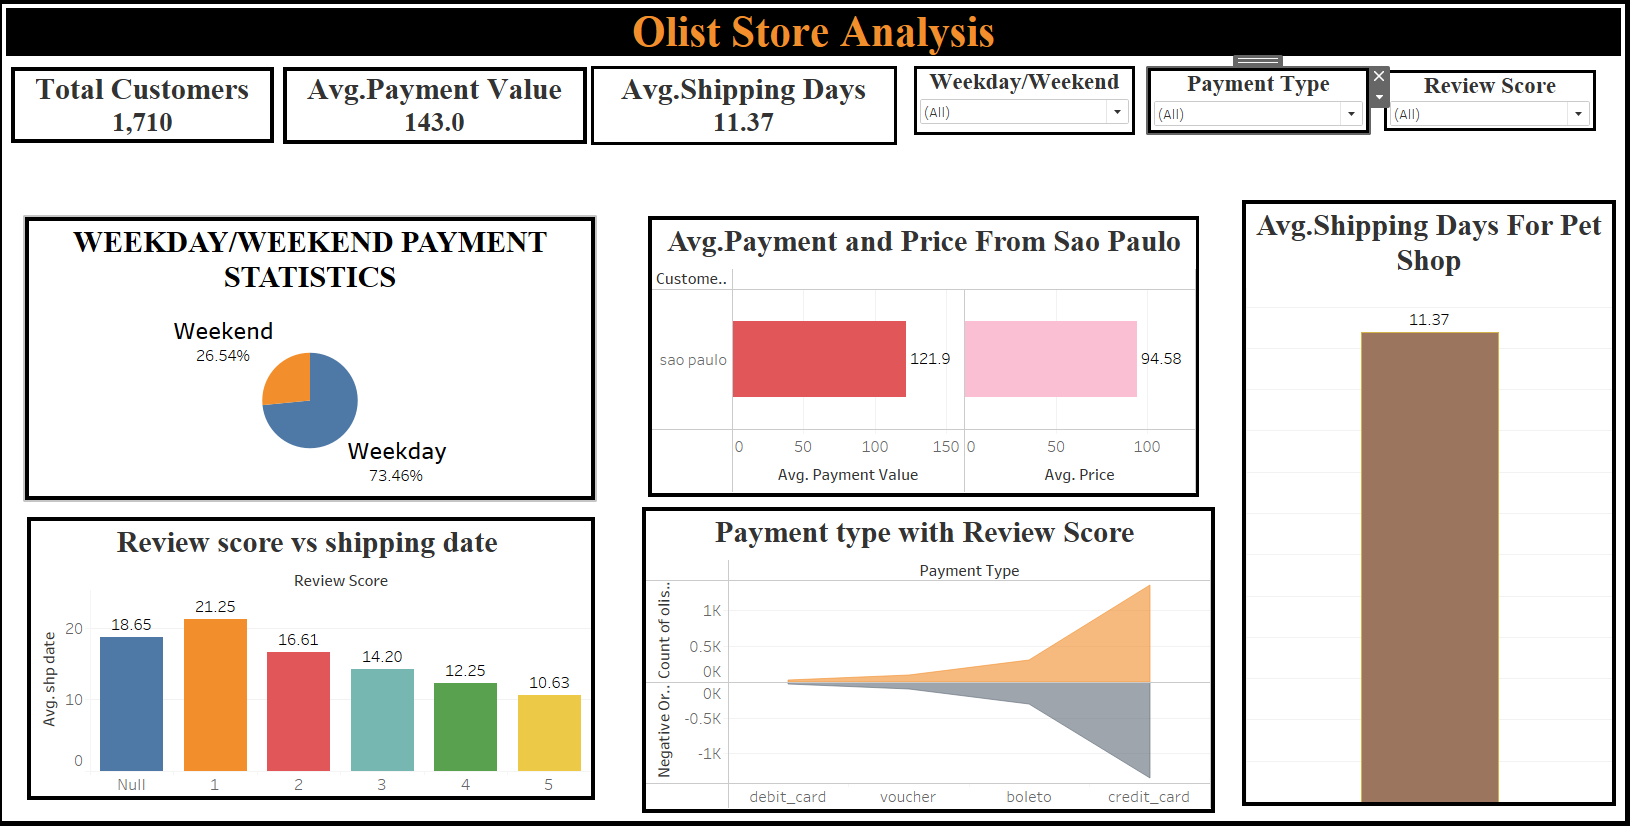 Olist Store Analysis
Total Customers
1,710
Avg.Payment Value
143.0
Avg.Shipping Days
11.37
Weekday/Weekend
(All)
Payment Type
(All)
Review Score
(All)
WEEKDAY/WEEKEND PAYMENT
STATISTICS
Weekend
26.54%
Weekday
73.46%
Avg.Payment and Price From Sao Paulo
Custome..
sao paulo
121.9
94.58
0 50 100 150 0 50 100
Avg. Payment Value Avg. Price
Avg.Shipping Days For Pet
Shop
11.37
Review score vs shipping date
Review Score
Avg. shp date
20
10
0
18.65
21.25
16.61
14.20
12.25
10.63
Null 1 2 3 4 5
Payment type with Review Score
Payment Type
Count of olis..
1K
0.5K
0K
Negative Or..
0K
-0.5K
-1K
debit_card voucher boleto credit_card